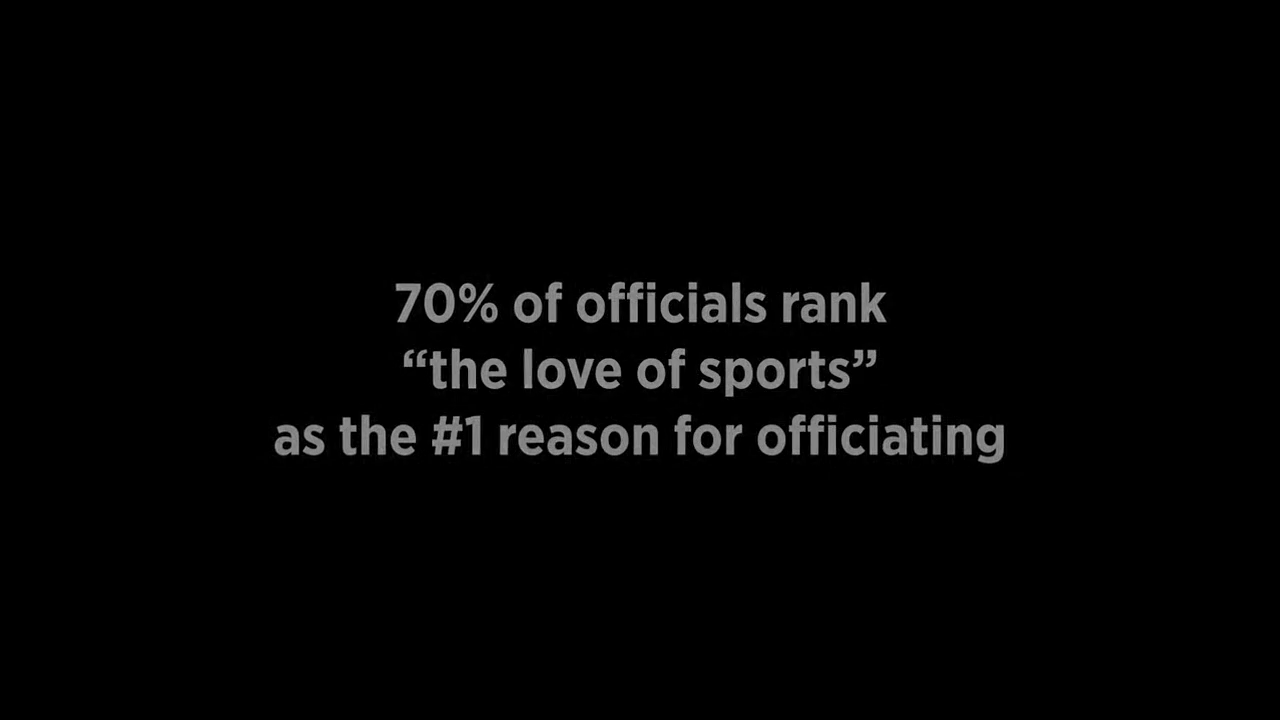 70% of officials rank
“the love of sports”
as the #1 reason for officiating